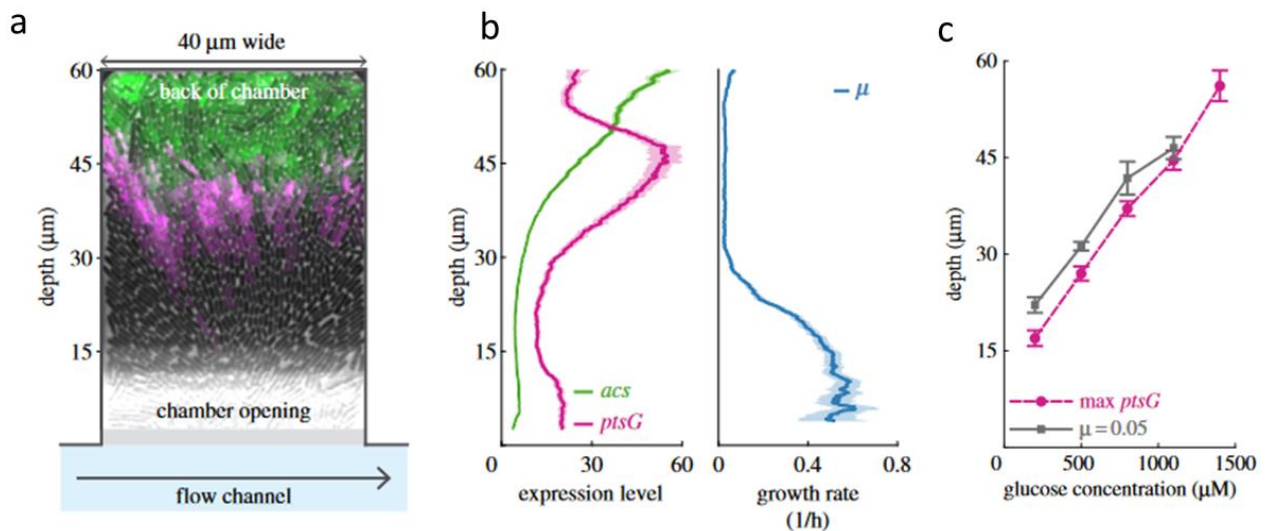 a
40 μm wide
60
45
30
15
depth (μm)
back of chamber
chamber opening
flow channel
b
60
45
30
15
depth (μm)
acs
ptsG
0 30 60
expression level
μ
0 0.4 0.8
growth rate
(1/h)
c
60
45
30
15
depth (μm)
max ptsG
μ = 0.05
0 500 1000 1500
glucose concentration (μM)